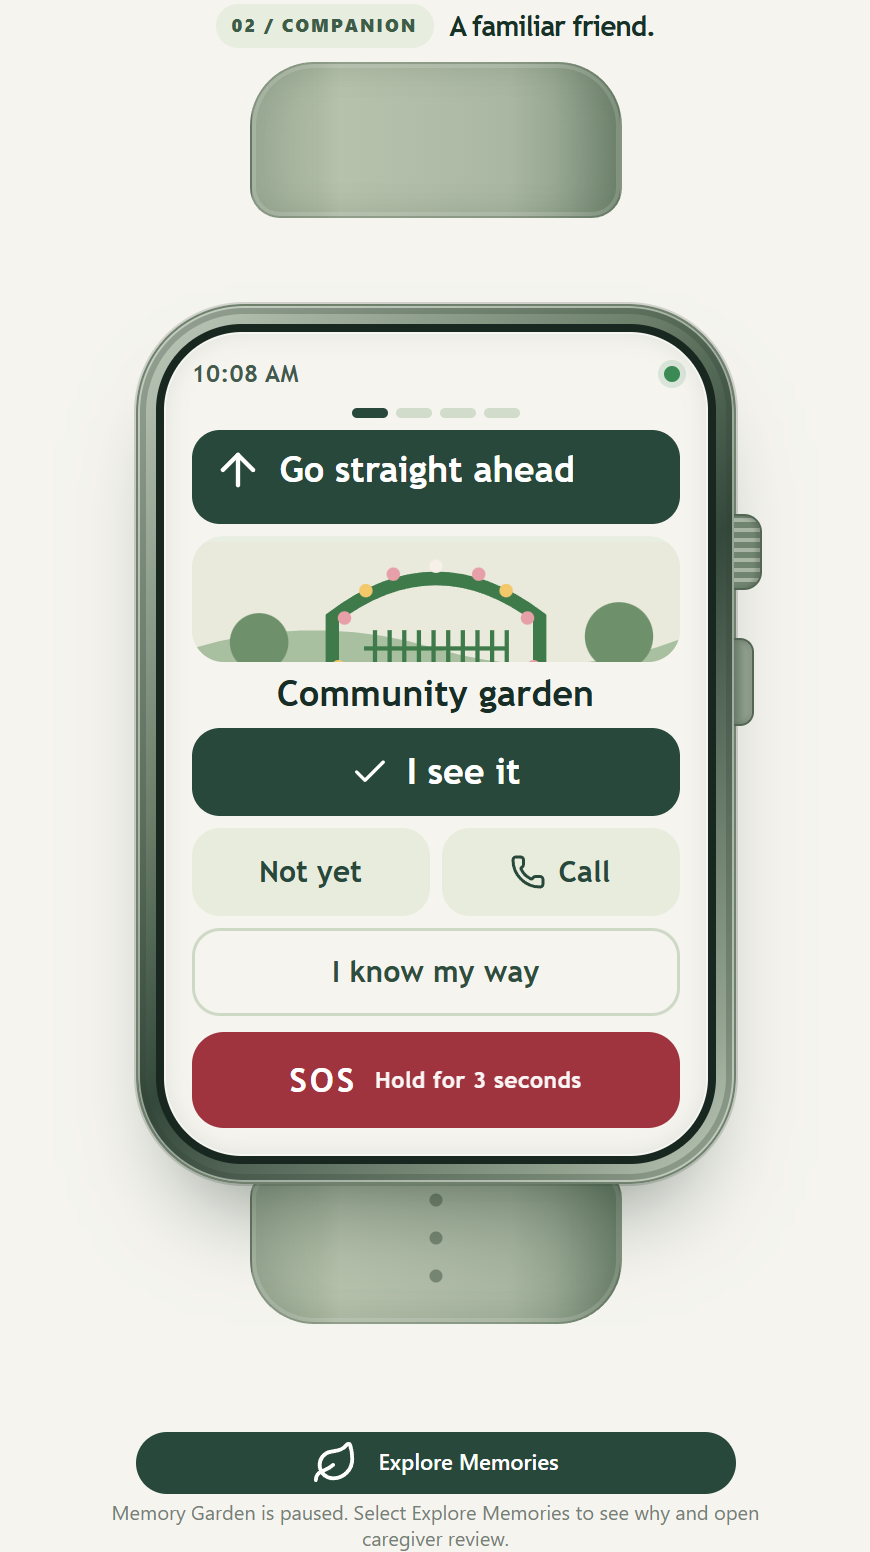 02 / COMPANION A familiar friend.
10:08 AM
Go straight ahead
Community garden
I see it
Not yet
Call
I know my way
SOS Hold for 3 seconds
Explore Memories
Memory Garden is paused. Select Explore Memories to see why and open
caregiver review.